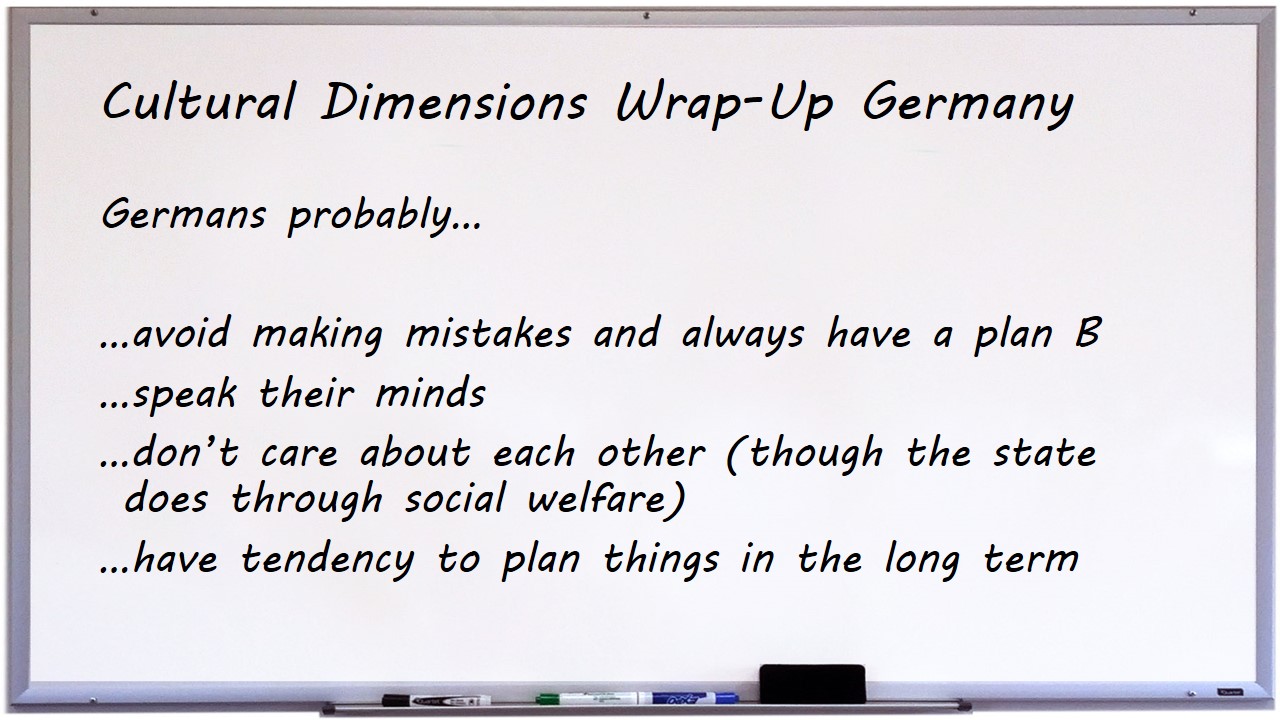 Cultural Dimensions Wrap-Up Germany
Germans probably...
...avoid making mistakes and always have a plan B
...speak their minds
...don’t care about each other (though the state
does through social welfare)
...have tendency to plan things in the long term